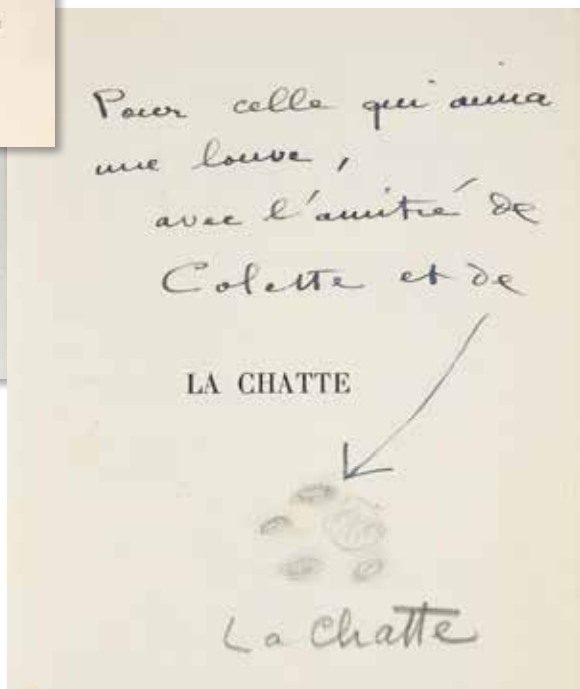 Pour celle qui aima
une louve,
avec l'amitié de
Colette et de
LA CHATTE
La Chatte